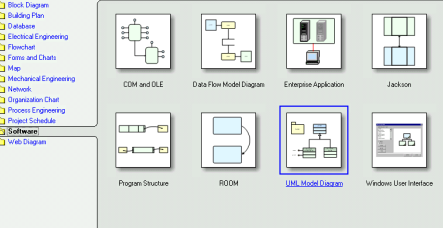 Block Diagram
Building Plan
Database
Electrical Engineering
Flowchart
Forms and Charts
Map
Mechanical Engineering
Network
Organization Chart
Process Engineering
Project Schedule
Software
Web Diagram
COM and OLE
Data Flow Model Diagram
Enterprise Application
Jackson
Program Structure
ROOM
UML Model Diagram
Windows User Interface